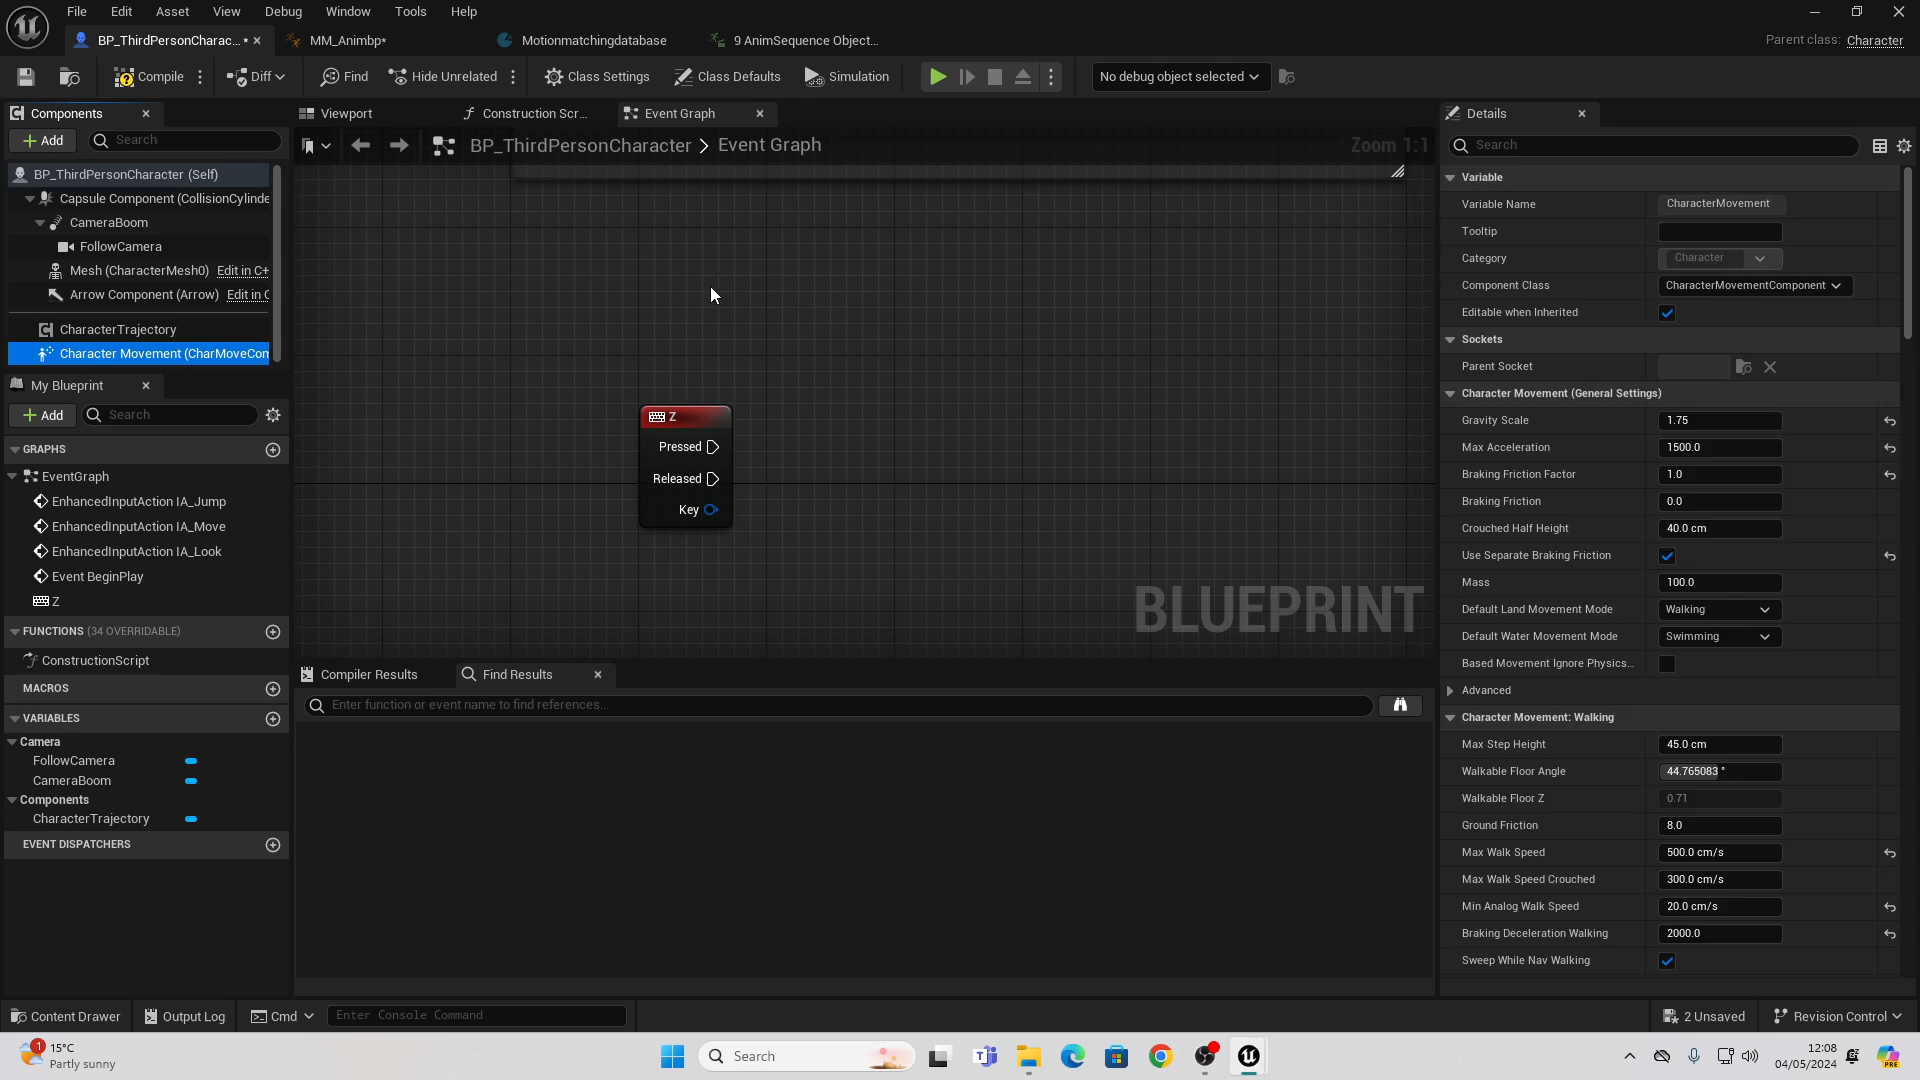 File Edit Asset View Debug Window Tools Help
BP_ThirdPersonCharac... • MM_Animbp* Motionmatchingdatabase 9 AnimSequence Object... Parent class: Character
Compile Diff Find Hide Unrelated Class Settings Class Defaults Simulation No debug object selected
Components
Add Search
BP_ThirdPersonCharacter (Self)
Capsule Component (CollisionCylinde
CameraBoom
FollowCamera
Mesh (CharacterMesh0) Edit in C+
Arrow Component (Arrow) Edit in C
CharacterTrajectory
Character Movement (CharMoveCom
My Blueprint
Add Search
GRAPHS
EventGraph
EnhancedInputAction IA_Jump
EnhancedInputAction IA_Move
EnhancedInputAction IA_Look
Event BeginPlay
Z
FUNCTIONS (34 OVERRIDABLE)
ConstructionScript
MACROS
VARIABLES
Camera
FollowCamera
CameraBoom
Components
CharacterTrajectory
EVENT DISPATCHERS
Viewport Construction Scr... Event Graph
BP_ThirdPersonCharacter > Event Graph Zoom 1:1
Z
Pressed
Released
Key
BLUEPRINT
Compiler Results Find Results
Enter function or event name to find references...
Details
Search
Variable
Variable Name CharacterMovement
Tooltip
Category Character
Component Class CharacterMovementComponent
Editable when Inherited
Sockets
Parent Socket
Character Movement (General Settings)
Gravity Scale 1.75
Max Acceleration 1500.0
Braking Friction Factor 1.0
Braking Friction 0.0
Crouched Half Height 40.0 cm
Use Separate Braking Friction
Mass 100.0
Default Land Movement Mode Walking
Default Water Movement Mode Swimming
Based Movement Ignore Physics...
Advanced
Character Movement: Walking
Max Step Height 45.0 cm
Walkable Floor Angle 44.765083 °
Walkable Floor Z 0.71
Ground Friction 8.0
Max Walk Speed 500.0 cm/s
Max Walk Speed Crouched 300.0 cm/s
Min Analog Walk Speed 20.0 cm/s
Braking Deceleration Walking 2000.0
Sweep While Nav Walking
Content Drawer Output Log Cmd Enter Console Command 2 Unsaved Revision Control
1 15°C
Partly sunny
Search
PRE
12:08
04/05/2024